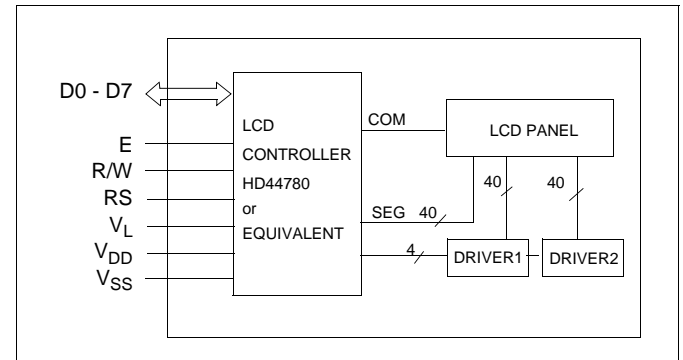 D0 - D7
E
R/W
RS
VL
VDD
VSS
LCD
CONTROLLER
HD44780
or
EQUIVALENT
COM
SEG 40
4
LCD PANEL
40
40
DRIVER1
DRIVER2